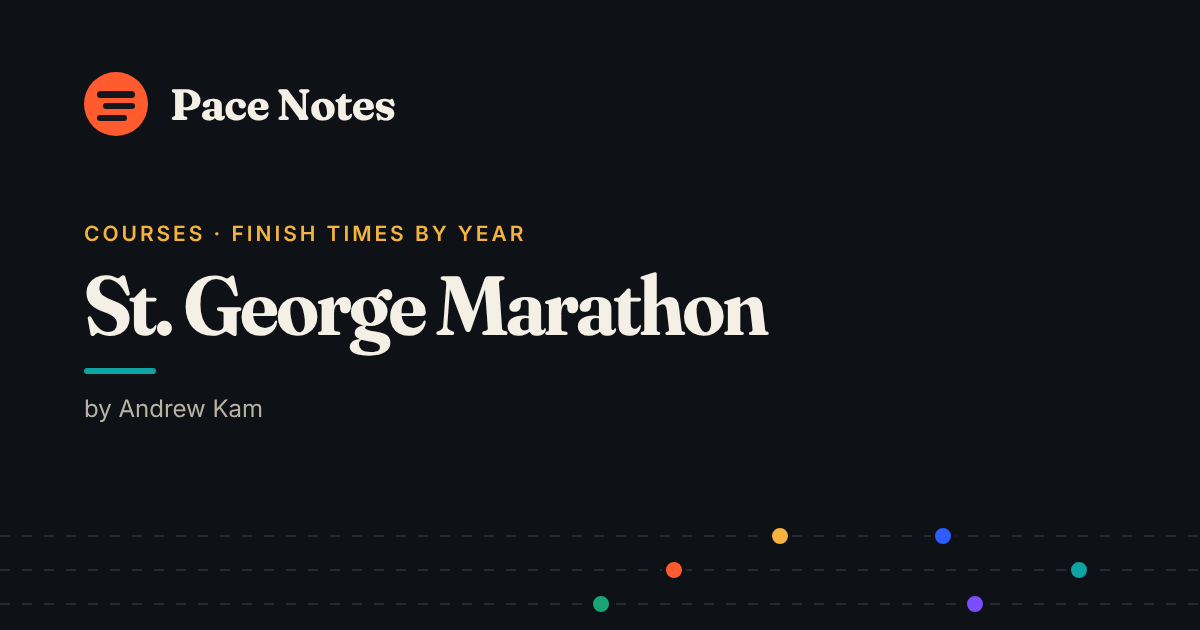 Pace Notes
COURSES · FINISH TIMES BY YEAR
St. George Marathon
by Andrew Kam